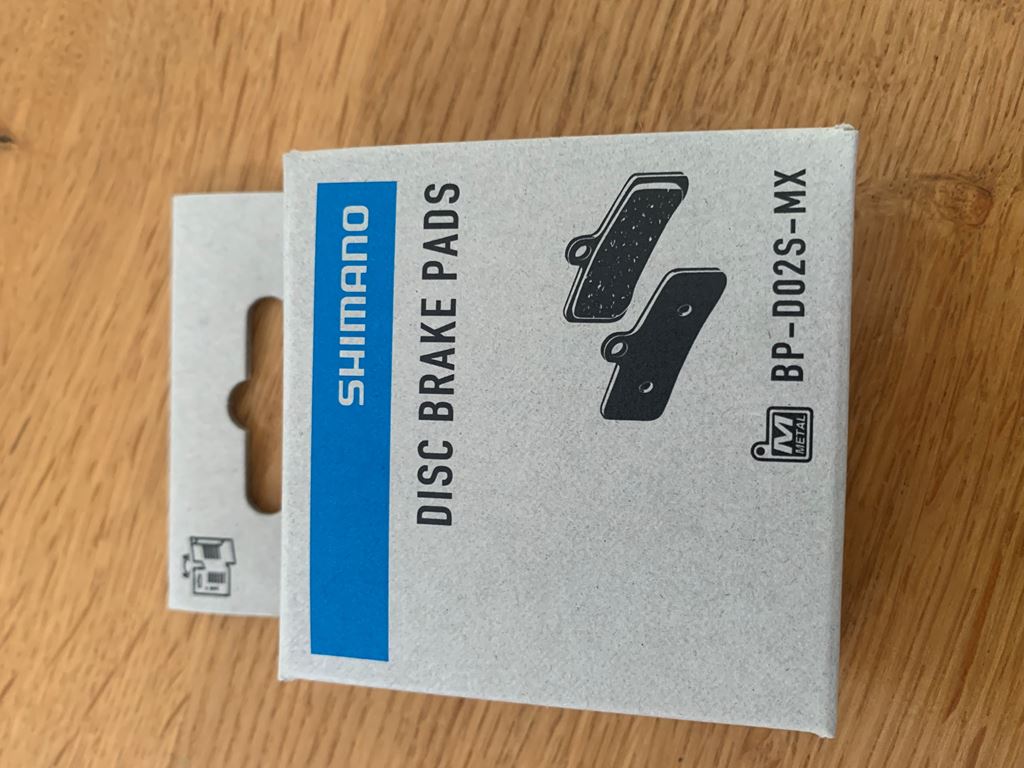 SHIMANO
DISC BRAKE PADS
M
METAL
BP-D02S-MX